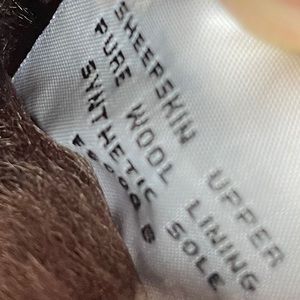 SHEEPSKIN UPPER
PURE WOOL LINING
SYNTHETIC SOLE